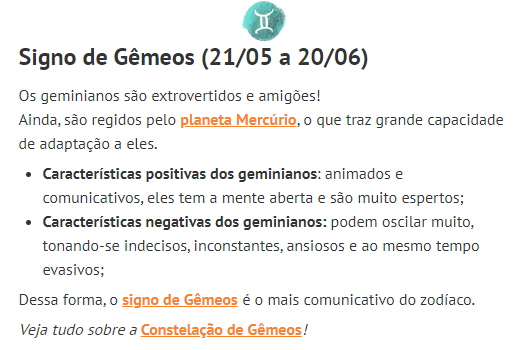 Signo de Gêmeos (21/05 a 20/06)
Os geminianos são extrovertidos e amigões!
Ainda, são regidos pelo planeta Mercúrio, o que traz grande capacidade
de adaptação a eles.
• Características positivas dos geminianos: animados e
comunicativos, eles tem a mente aberta e são muito espertos;
• Características negativas dos geminianos: podem oscilar muito,
tonando-se indecisos, inconstantes, ansiosos e ao mesmo tempo
evasivos;
Dessa forma, o signo de Gêmeos é o mais comunicativo do zodíaco.
Veja tudo sobre a Constelação de Gêmeos!